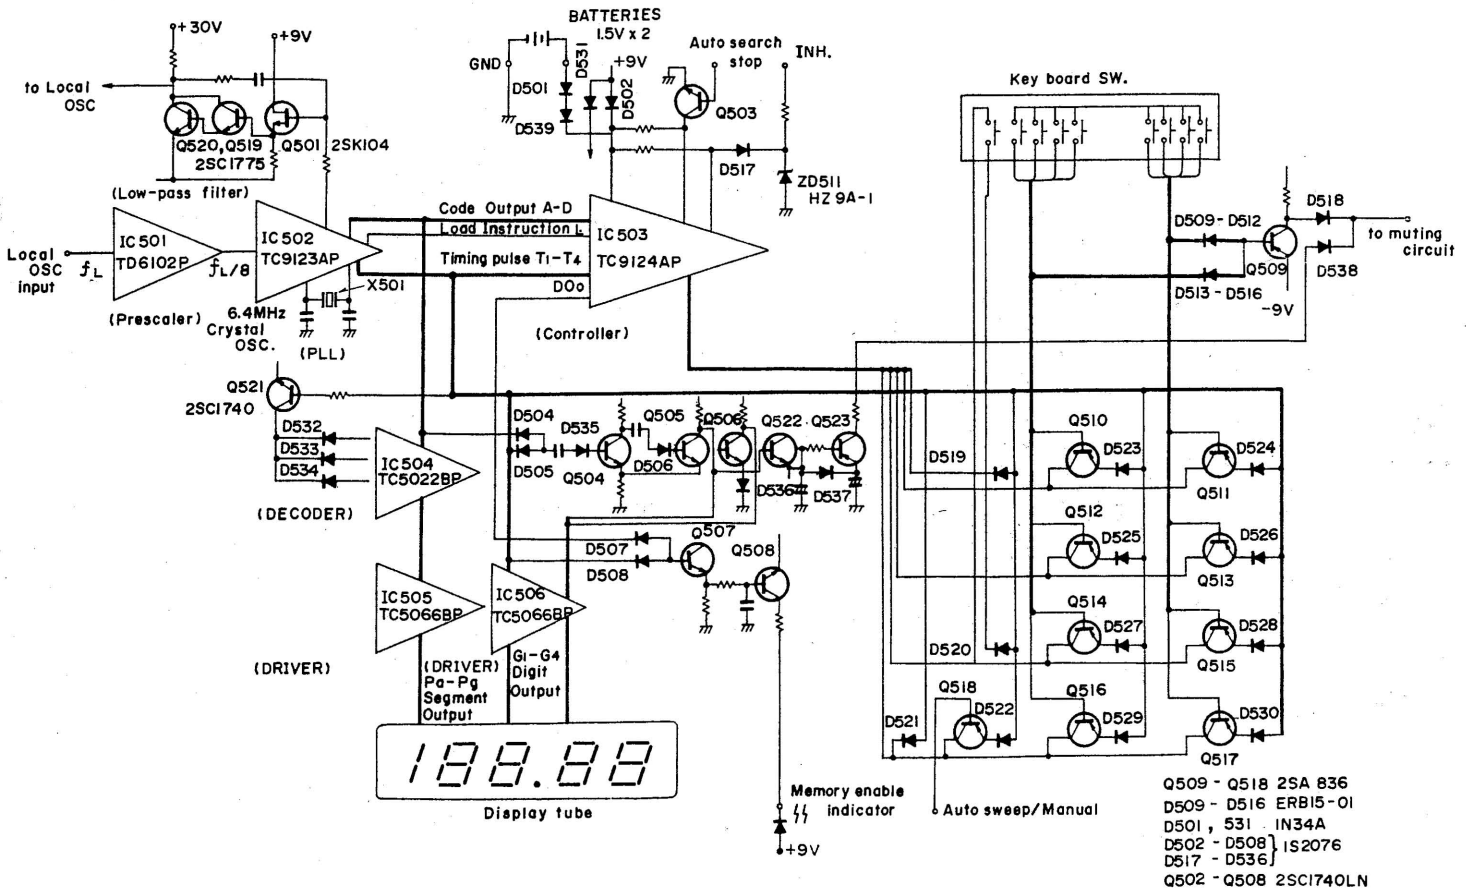 BATTERIES
1.5V x 2
+30V
+9V
GND
D531
+9V
Auto search
stop
INH.
Key board SW.
to Local
OSC
D501
D502
Q503
D539
Q520, Q519
2SC1775
Q501
2SK104
D517
ZD511
HZ 9A-1
(Low-pass filter)
D518
D509-D512
Q509
to muting
circuit
D513-D516
D538
-9V
Code Output A-D
Load Instruction L
Timing pulse T1-T4
DO0
IC501
TD6102P
IC502
TC9123AP
IC503
TC9124AP
Local
OSC
input
fL
fL/8
X501
(Prescaler)
6.4MHz
Crystal
OSC.
(PLL)
(Controller)
Q521
2SC1740
D532
D533
D534
D504
D505
D535
Q504
Q505
D506
Q506
Q522
D536
Q523
D537
IC504
TC5022BP
(DECODER)
Q507
D507
D508
Q508
D519
Q510
D523
D524
Q511
Q512
D525
D526
Q513
Q514
D527
D528
Q515
D520
Q518
D521
D522
Q516
D529
D530
Q517
IC505
TC5066BP
IC506
TC5066BP
(DRIVER)
(DRIVER)
Pa-Pg
Segment
Output
G1-G4
Digit
Output
188.88
Display tube
Memory enable
indicator
+9V
Auto sweep/Manual
Q509 - Q518 2SA 836
D509 - D516 ERB15-01
D501, 531 1N34A
D502 - D508 } 1S2076
D517 - D536
Q502 - Q508 2SC1740LN